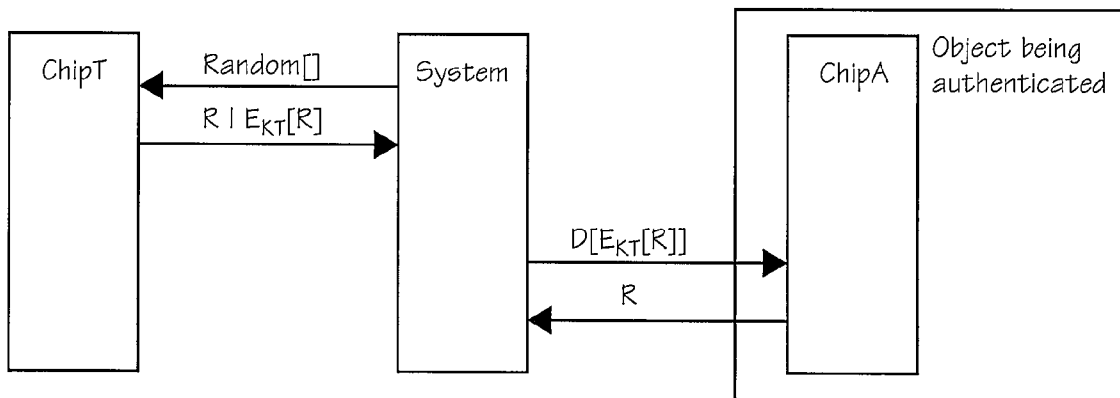 ChipT
System
ChipA
Object being
authenticated
Random[]
R | E_KT[R]
D[E_KT[R]]
R